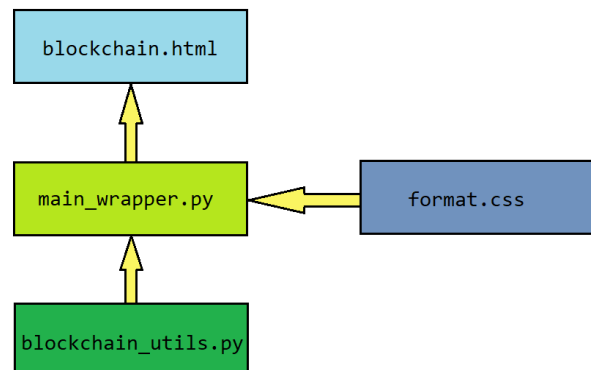 blockchain.html
main_wrapper.py
format.css
blockchain_utils.py